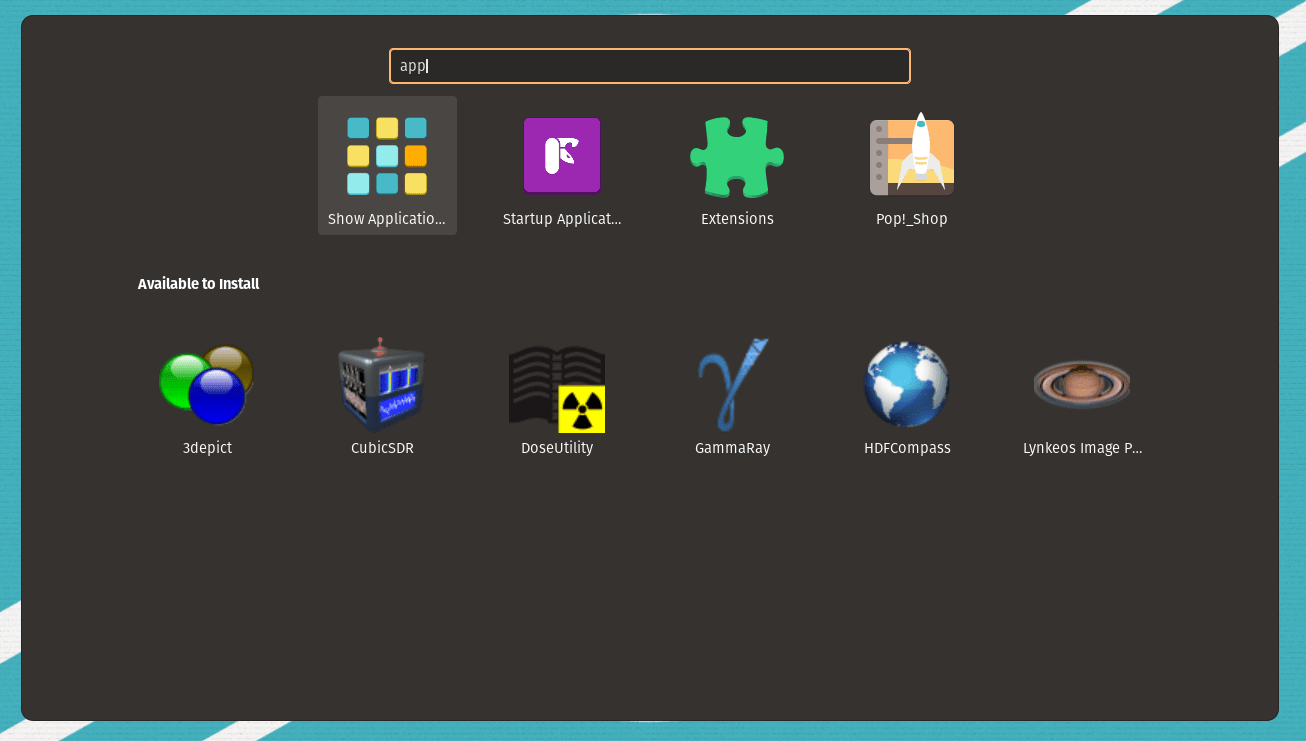 app
Show Applicatio...
Startup Applicat...
Extensions
Pop!_Shop
Available to Install
3depict
CubicSDR
DoseUtility
GammaRay
HDFCompass
Lynkeos Image P...